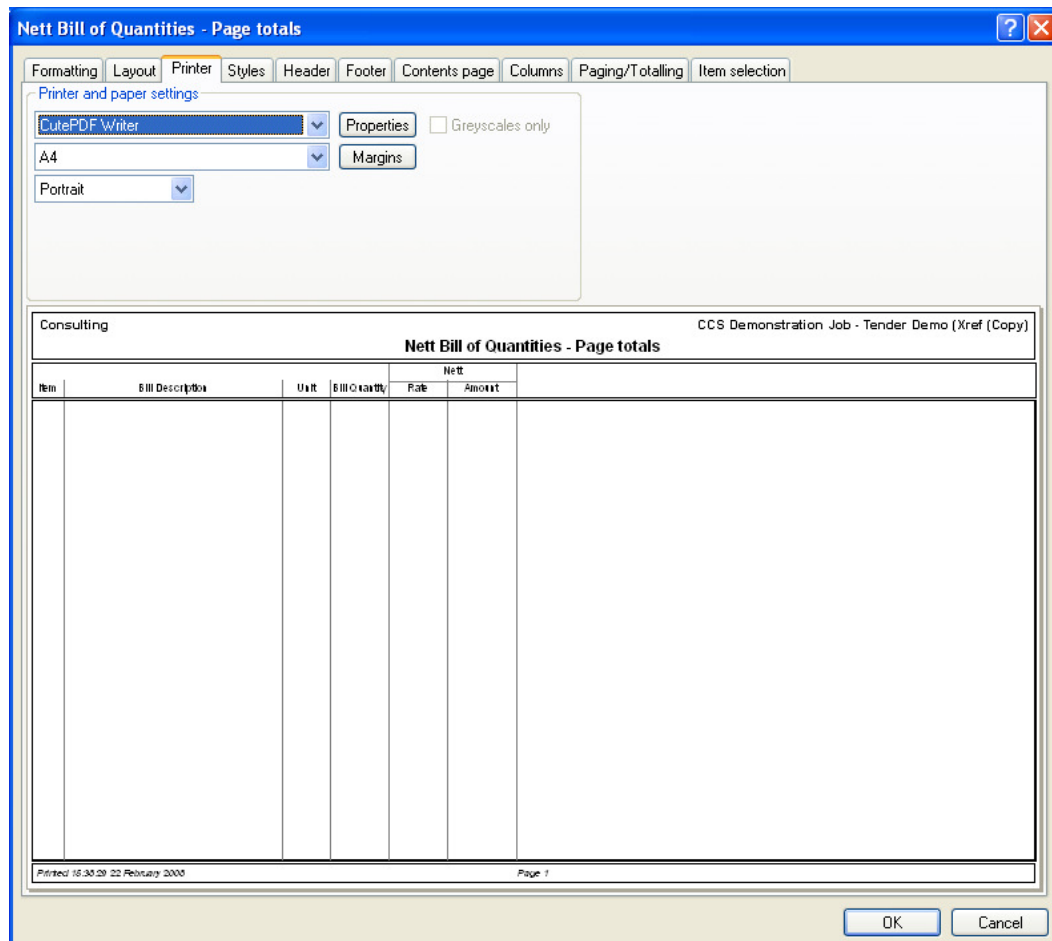 Nett Bill of Quantities - Page totals
Formatting Layout Printer Styles Header Footer Contents page Columns Paging/Totalling Item selection
Printer and paper settings
CutePDF Writer Properties Greyscales only
A4 Margins
Portrait
Consulting CCS Demonstration Job - Tender Demo (Xref (Copy)
Nett Bill of Quantities - Page totals
Nett
Item Bill Description Unit Bill Quantity Rate Amount
Printed 22 February Page 1
OK Cancel